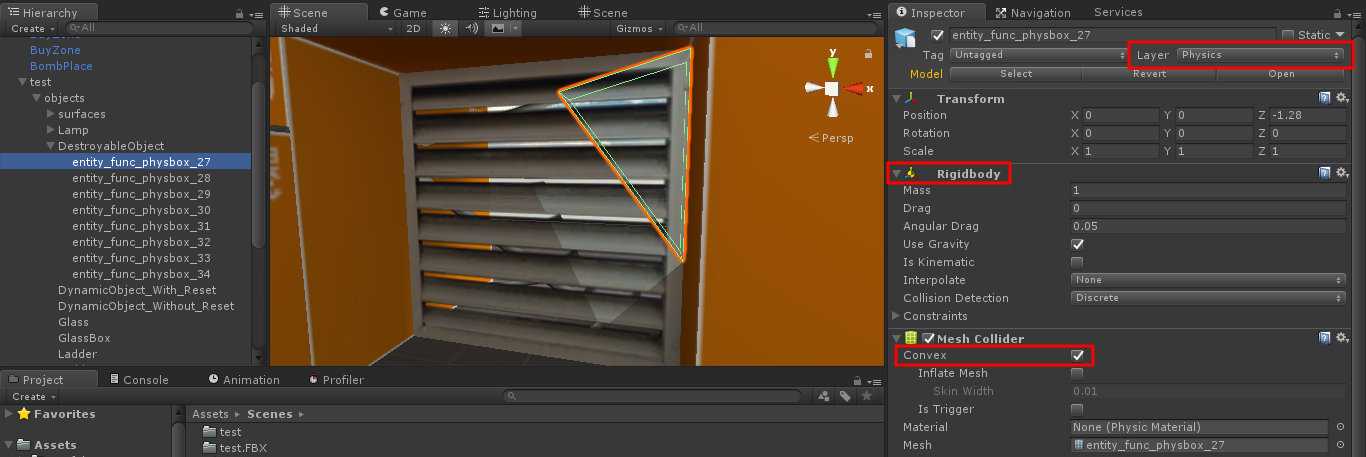 Hierarchy
Create
All
BuyZone
BombPlace
test
objects
surfaces
Lamp
DestroyableObject
entity_func_physbox_27
entity_func_physbox_28
entity_func_physbox_29
entity_func_physbox_30
entity_func_physbox_31
entity_func_physbox_32
entity_func_physbox_33
entity_func_physbox_34
DynamicObject_With_Reset
DynamicObject_Without_Reset
Glass
GlassBox
Ladder
Scene Game Lighting Scene
Shaded 2D Gizmos All
y
x
Persp
Project Console Animation Profiler
Create
Favorites
Assets
Assets Scenes
test
test.FBX
Inspector Navigation Services
entity_func_physbox_27 Static
Tag Untagged Layer Physics
Model Select Revert Open
Transform
Position X 0 Y 0 Z -1.28
Rotation X 0 Y 0 Z 0
Scale X 1 Y 1 Z 1
Rigidbody
Mass 1
Drag 0
Angular Drag 0.05
Use Gravity
Is Kinematic
Interpolate None
Collision Detection Discrete
Constraints
Mesh Collider
Convex
Inflate Mesh
Skin Width 0.01
Is Trigger
Material None (Physic Material)
Mesh entity_func_physbox_27